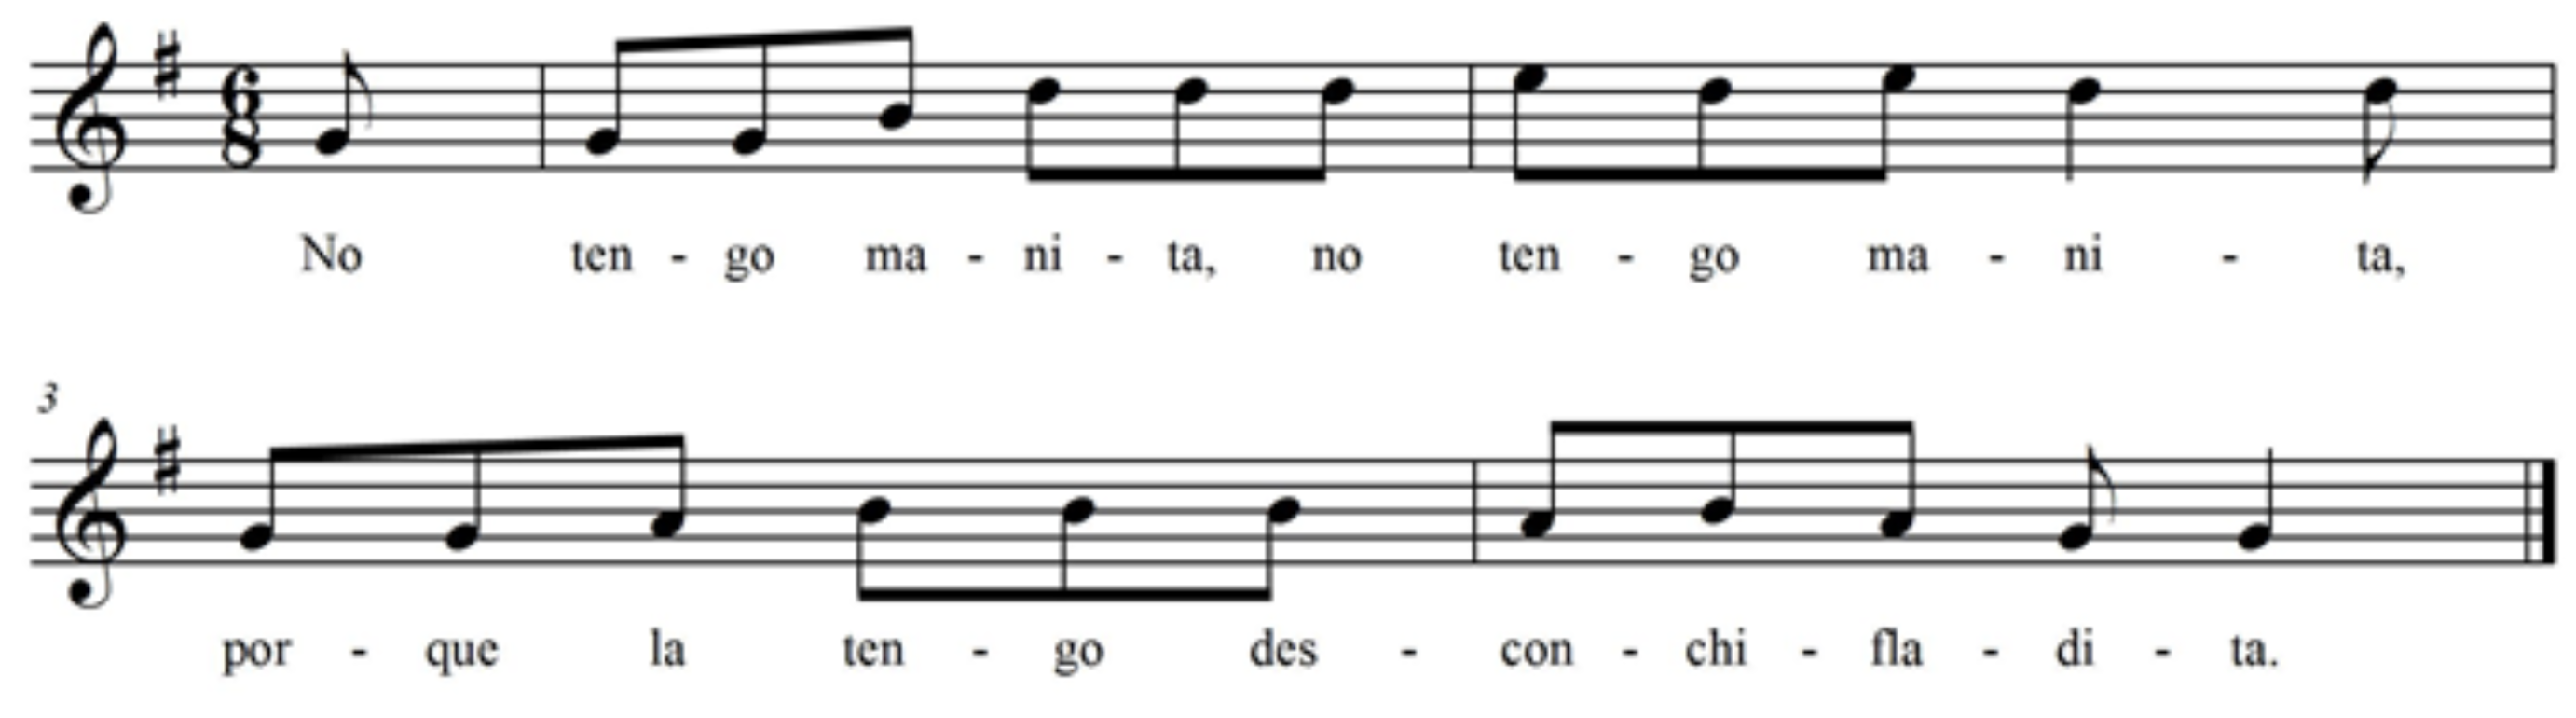 6
8
No ten - go ma - ni - ta, no ten - go ma - ni - ta,
3
por - que la ten - go des - con - chi - fla - di - ta.